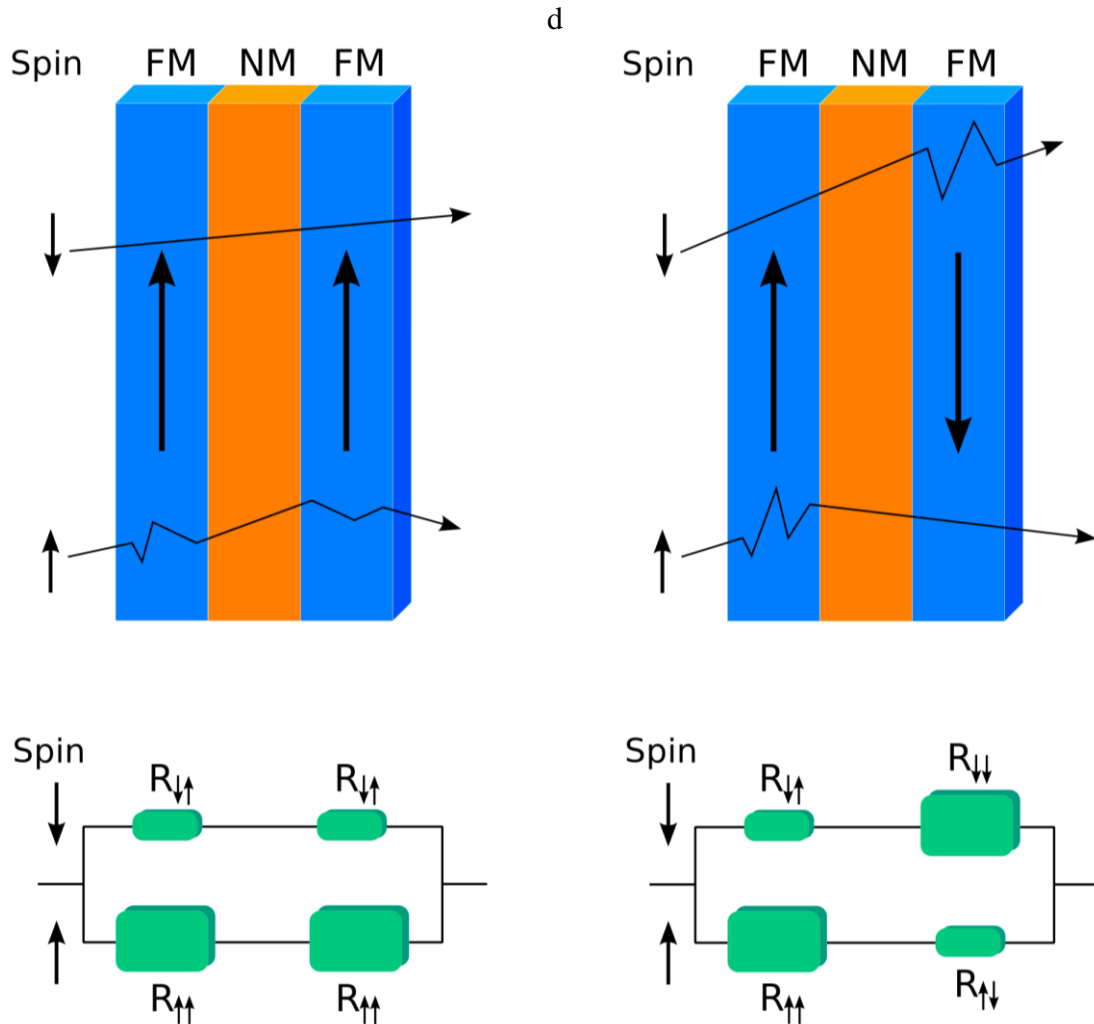 d
Spin FM NM FM
Spin FM NM FM
Spin
R↓↑ R↓↑
R↑↑ R↑↑
Spin
R↓↑ R↓↓
R↑↑ R↑↓